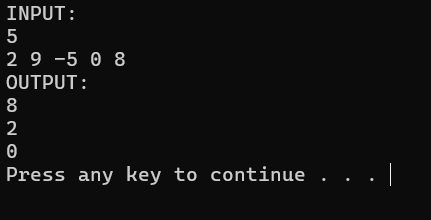 INPUT:
5
2 9 -5 0 8
OUTPUT:
8
2
0
Press any key to continue . . .